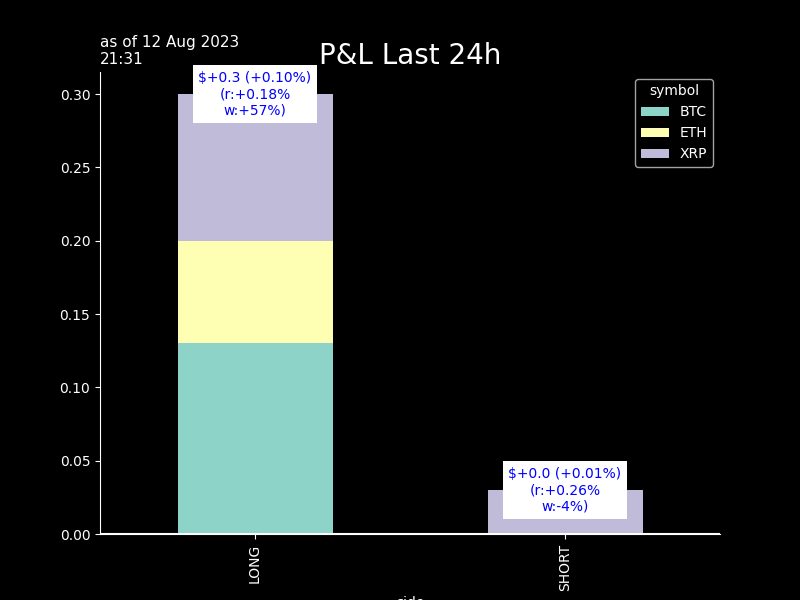 as of 12 Aug 2023
21:31
P&L Last 24h
$+0.3 (+0.10%)
(r:+0.18%
w:+57%)
symbol
BTC
ETH
XRP
0.30
0.25
0.20
0.15
0.10
0.05
0.00
$+0.0 (+0.01%)
(r:+0.26%
w:-4%)
LONG
SHORT
side